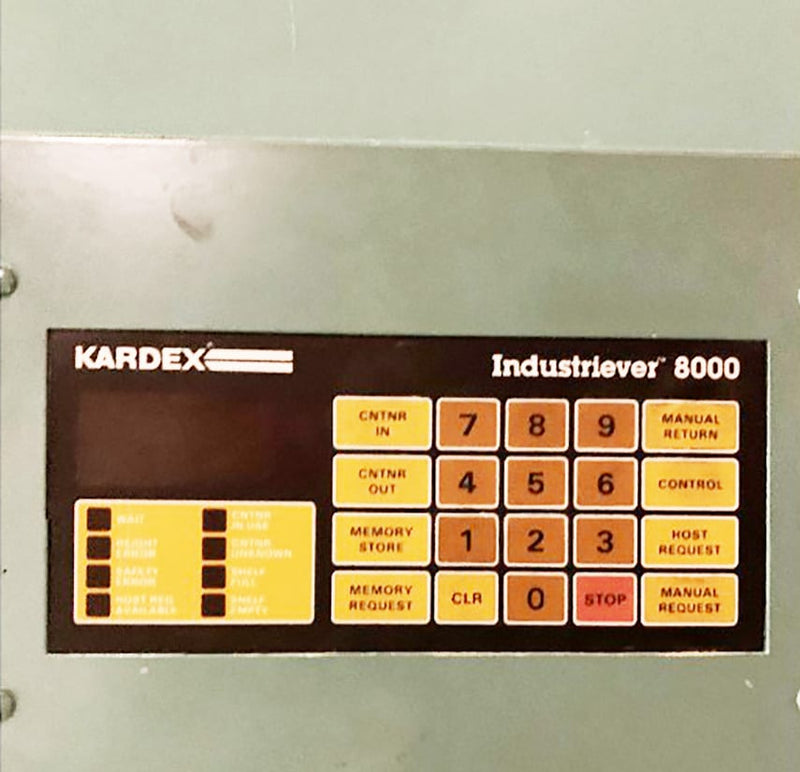 KARDEX
Industriever™ 8000
CNTNR
IN
7
8
9
MANUAL
RETURN
CNTNR
OUT
4
5
6
CONTROL
MEMORY
STORE
1
2
3
HOST
REQUEST
MEMORY
REQUEST
CLR
0
STOP
MANUAL
REQUEST
WAIT
CNTNR
IN USE
HEIGHT
ERROR
CNTNR
UNKNOWN
SAFETY
ERROR
SHELF
FULL
HOST REQ
AVAILABLE
SHELF
EMPTY